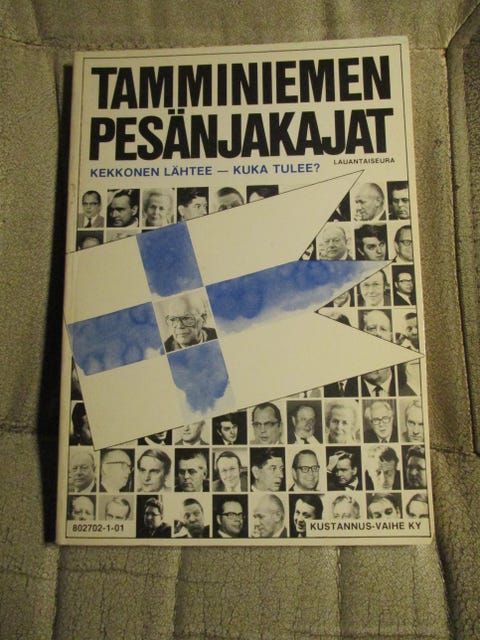 TAMMINIEMEN
PESÄNJAKAJAT
LAUANTAISEURA
KEKKONEN LÄHTEE — KUKA TULEE?
802702-1-01
KUSTANNUS-VAIHE KY